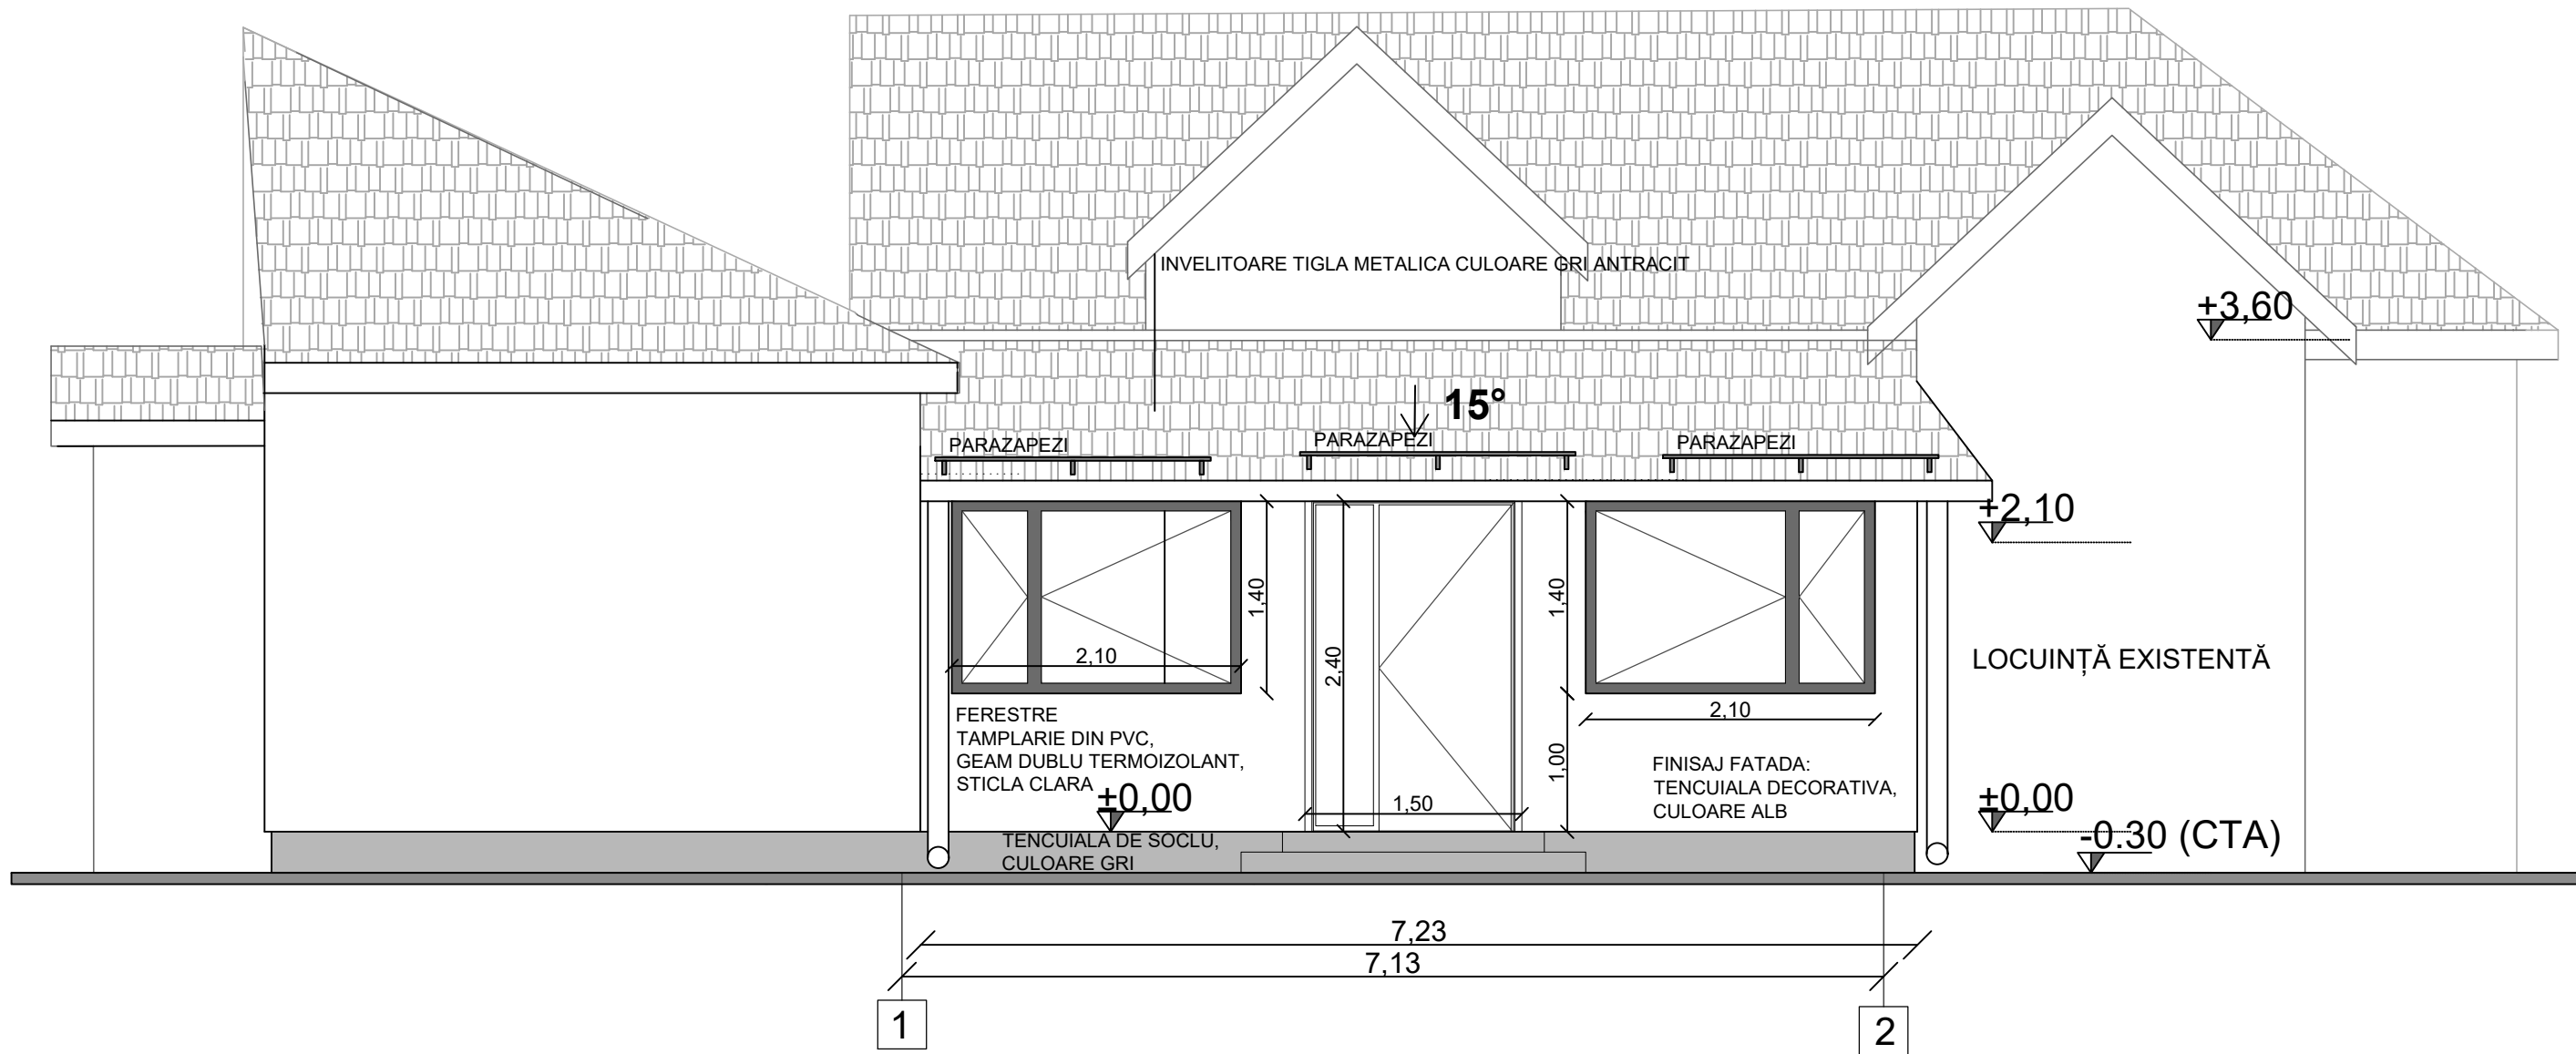 INVELITOARE TIGLA METALICA CULOARE GRI ANTRACIT
+3,60
15°
PARAZAPEZI
PARAZAPEZI
PARAZAPEZI
+2,10
1,40
1,40
2,10
2,40
LOCUINȚĂ EXISTENTĂ
2,10
FERESTRE
TAMPLARIE DIN PVC,
GEAM DUBLU TERMOIZOLANT,
STICLA CLARA
±0,00
1,00
1,50
FINISAJ FATADA:
TENCUIALA DECORATIVA,
CULOARE ALB
±0,00
-0.30 (CTA)
TENCUIALA DE SOCLU,
CULOARE GRI
7,23
7,13
1
2